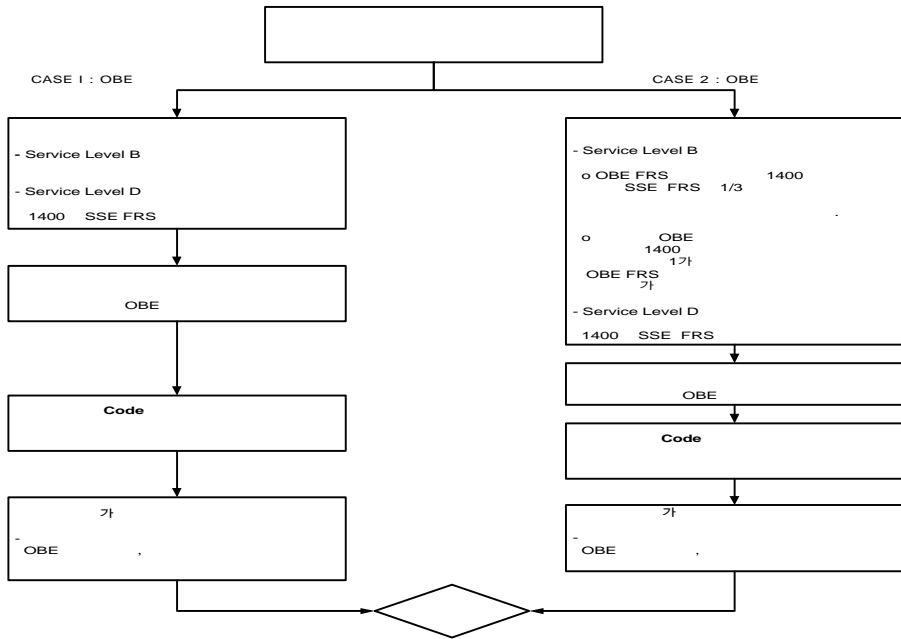 CASE I : OBE
CASE 2 : OBE
- Service Level B
- Service Level D
1400 SSE FRS
OBE
Code
가
-
OBE ,
- Service Level B
o OBE FRS 1400
SSE FRS 1/3
.
o OBE
1400
1가
OBE FRS
가
- Service Level D
1400 SSE FRS
OBE
Code
가
-
OBE ,